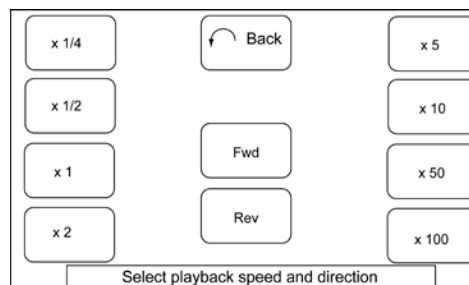 x 1/4
Back
x 5
x 1/2
x 10
Fwd
x 1
x 50
Rev
x 2
x 100
Select playback speed and direction